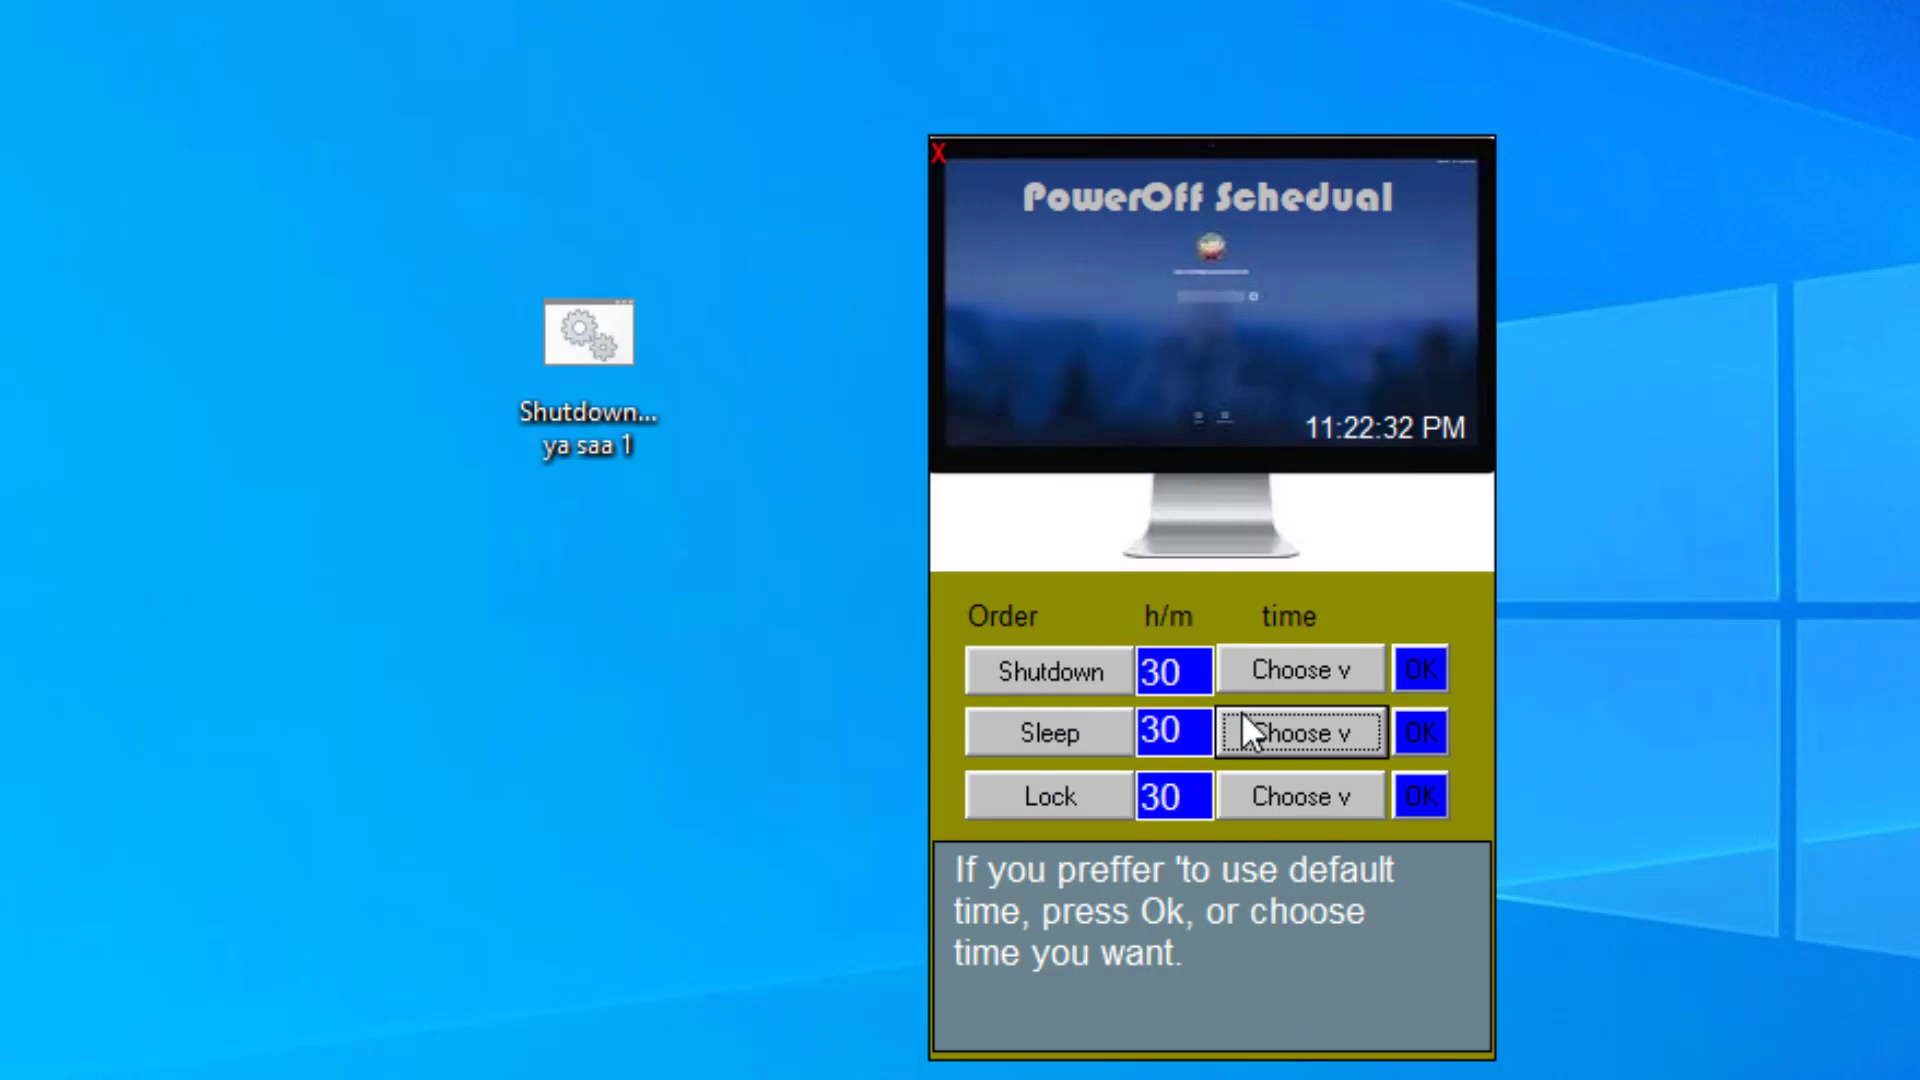 Shutdown...
ya saa 1
X
PowerOff Schedual
11:22:32 PM
Order h/m time
Shutdown 30 Choose v OK
Sleep 30 Choose v OK
Lock 30 Choose v OK
If you preffer 'to use default
time, press Ok, or choose
time you want.